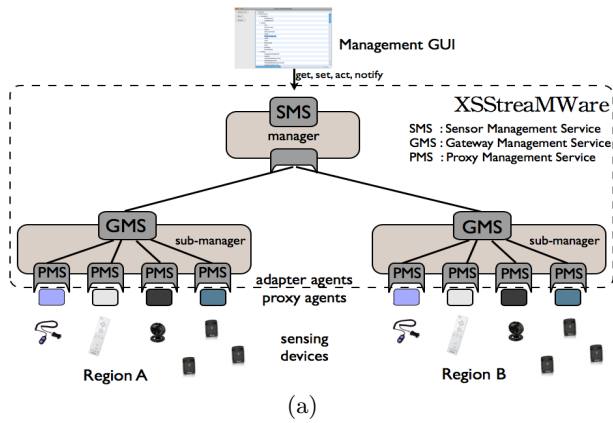 Management GUI
get, set, act, notify
XSStreaMWare
SMS : Sensor Management Service
GMS : Gateway Management Service
PMS : Proxy Management Service
SMS
manager
GMS
sub-manager
PMS PMS PMS PMS
GMS
sub-manager
PMS PMS PMS PMS
adapter agents
proxy agents
sensing
devices
Region A
Region B
(a)